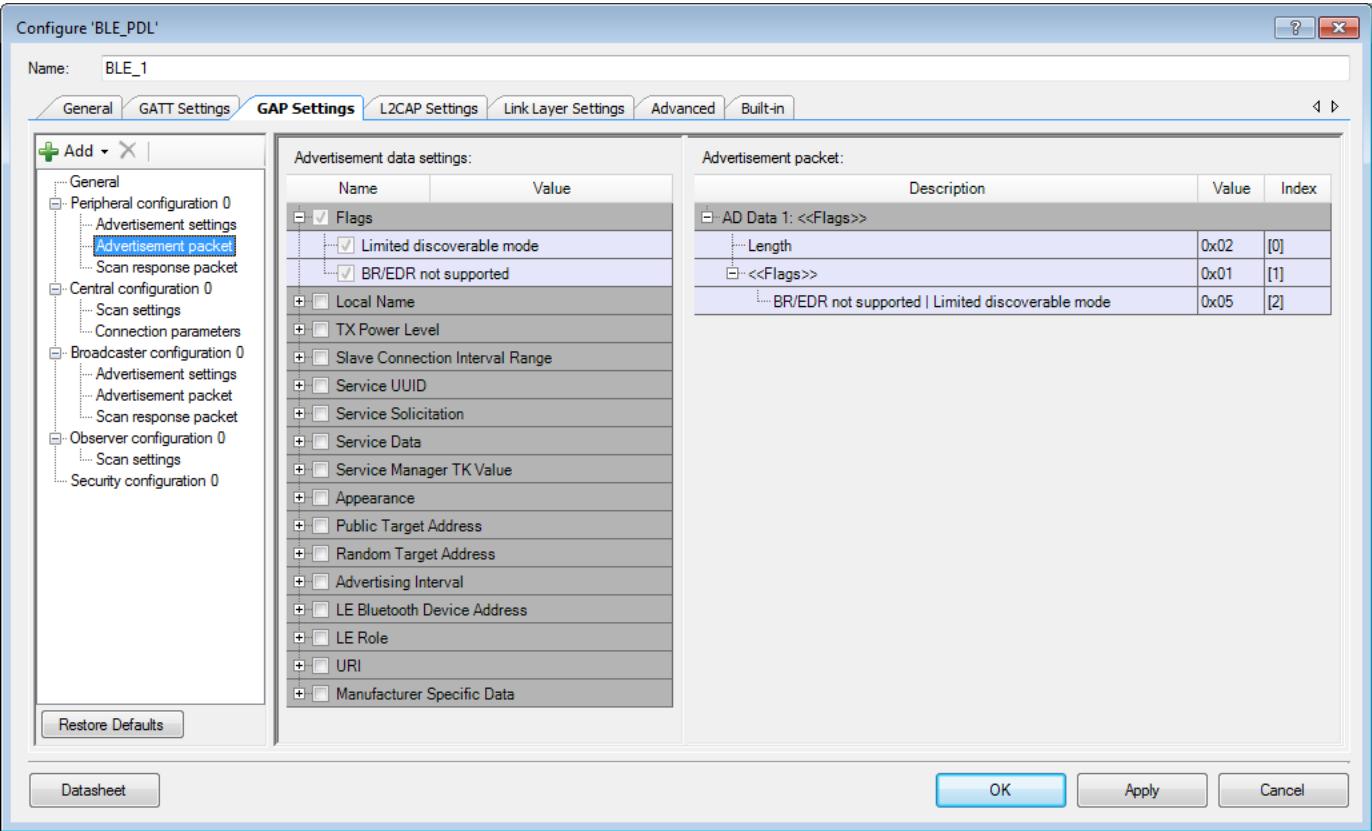 Configure 'BLE_PDL'
Name: BLE_1
General GATT Settings GAP Settings L2CAP Settings Link Layer Settings Advanced Built-in
Add
General
Peripheral configuration 0
Advertisement settings
Advertisement packet
Scan response packet
Central configuration 0
Scan settings
Connection parameters
Broadcaster configuration 0
Advertisement settings
Advertisement packet
Scan response packet
Observer configuration 0
Scan settings
Security configuration 0
Restore Defaults
Advertisement data settings:
Name Value
Flags
Limited discoverable mode
BR/EDR not supported
Local Name
TX Power Level
Slave Connection Interval Range
Service UUID
Service Solicitation
Service Data
Service Manager TK Value
Appearance
Public Target Address
Random Target Address
Advertising Interval
LE Bluetooth Device Address
LE Role
URI
Manufacturer Specific Data
Advertisement packet:
Description Value Index
AD Data 1: <<Flags>>
Length 0x02 [0]
<<Flags>> 0x01 [1]
BR/EDR not supported | Limited discoverable mode 0x05 [2]
Datasheet OK Apply Cancel